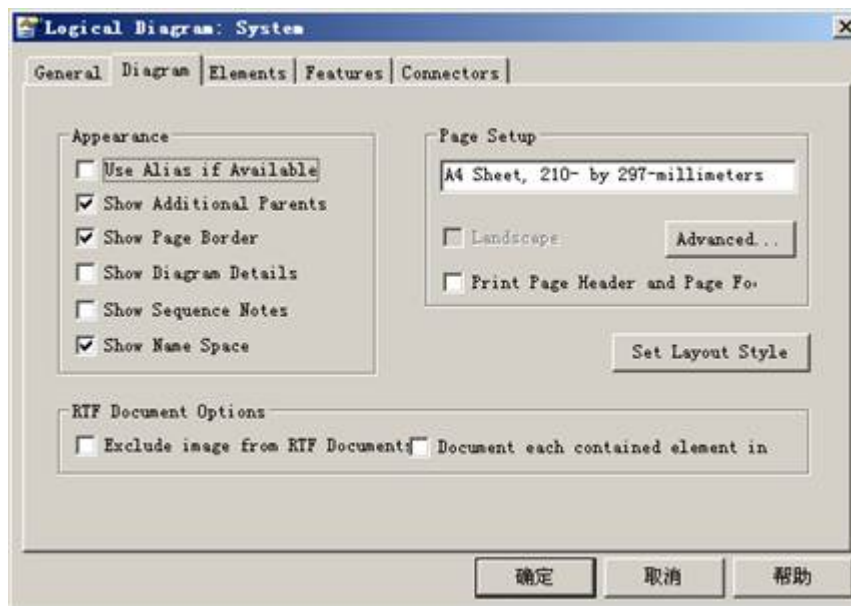 Logical Diagram: System
General
Diagram
Elements
Features
Connectors
Appearance
Use Alias if Available
Show Additional Parents
Show Page Border
Show Diagram Details
Show Sequence Notes
Show Name Space
Page Setup
A4 Sheet, 210- by 297-millimeters
Landscape
Advanced...
Print Page Header and Page Fo
Set Layout Style
RTF Document Options
Exclude image from RTF Document
Document each contained element in
确定
取消
帮助